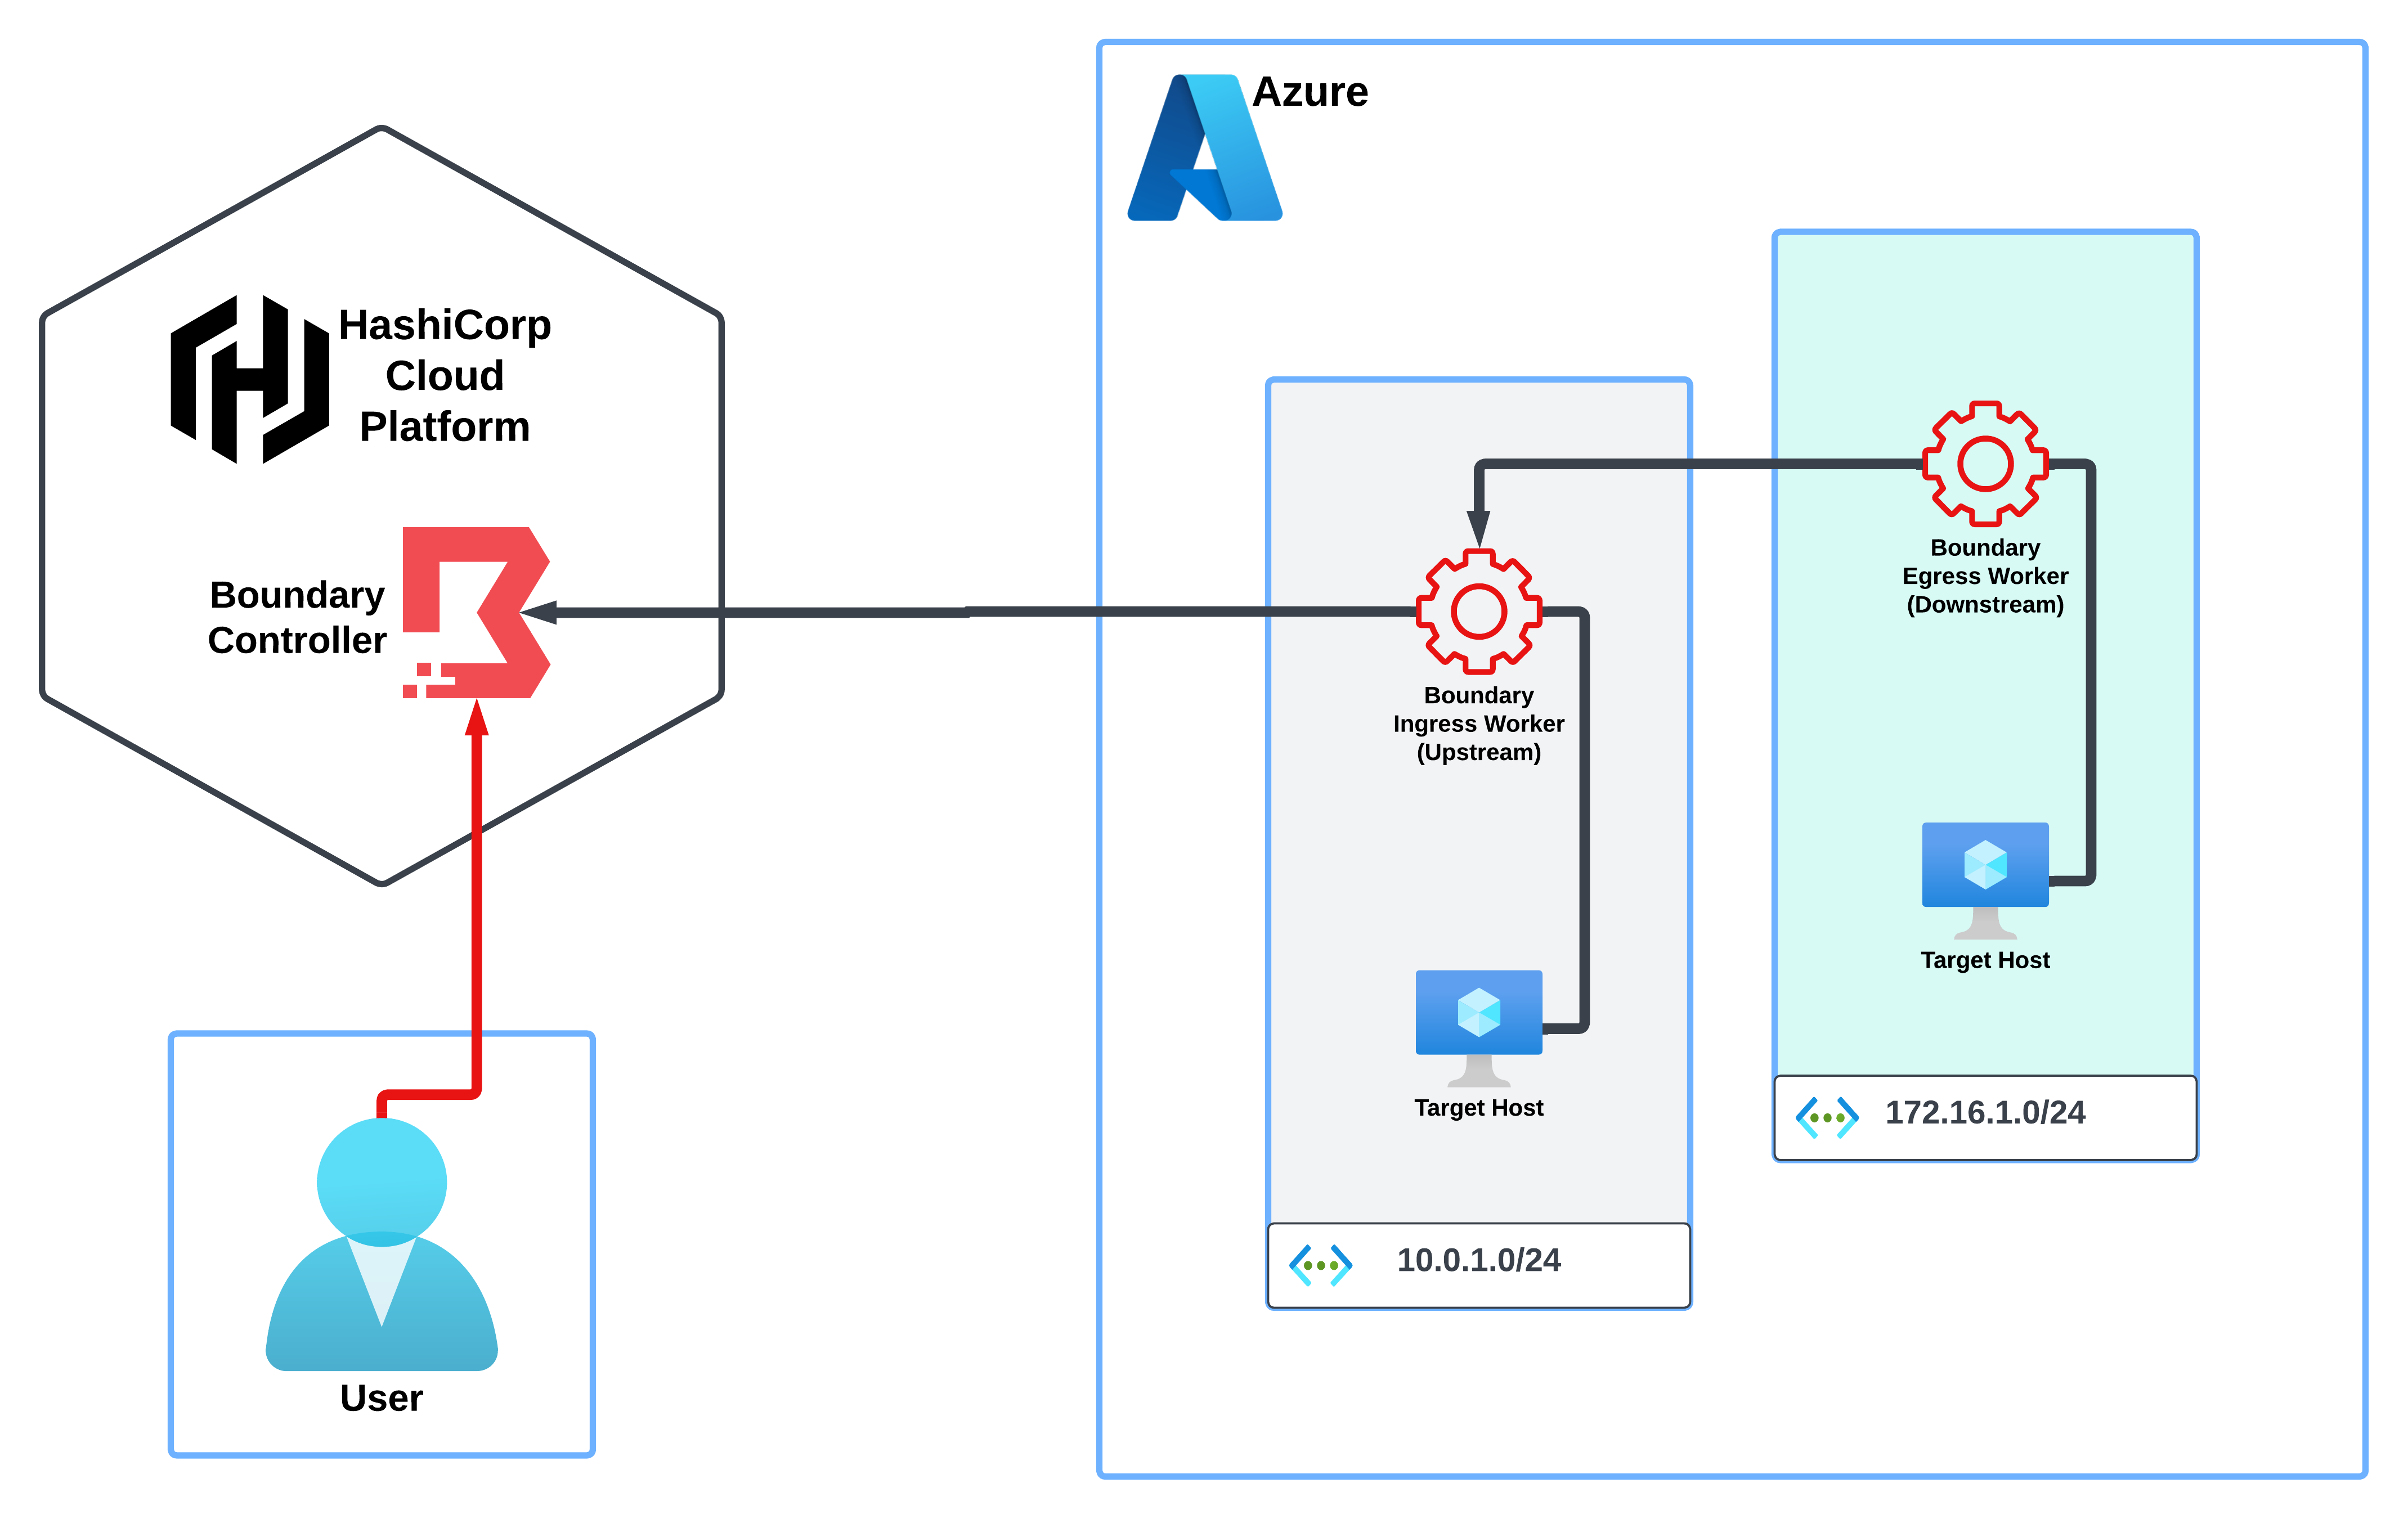 Azure
HashiCorp
Cloud
Platform
Boundary
Controller
Boundary
Egress Worker
(Downstream)
Boundary
Ingress Worker
(Upstream)
Target Host
Target Host
172.16.1.0/24
10.0.1.0/24
User